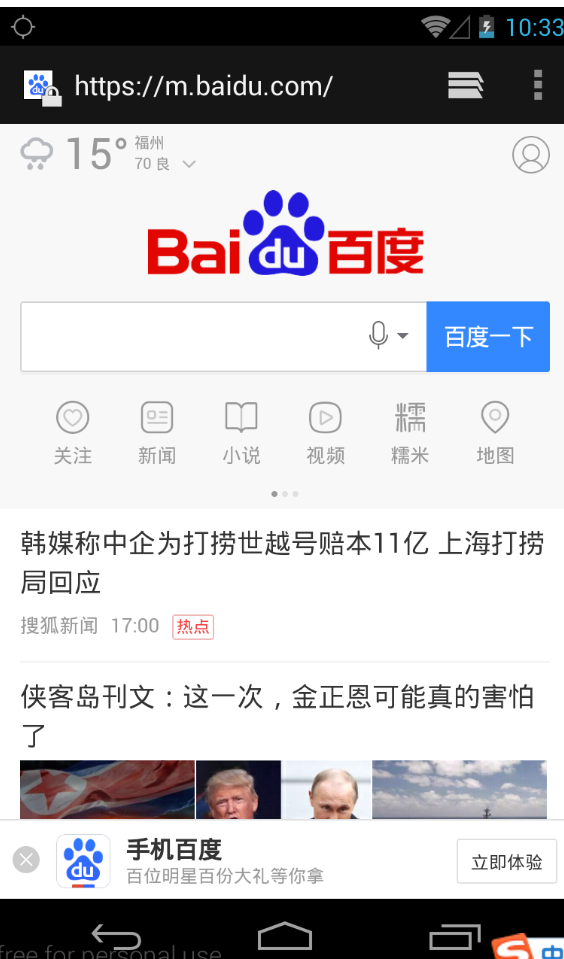 10:33
https://m.baidu.com/
15° 福州
70 良
Bai du 百度
百度一下
关注 新闻 小说 视频 糯米 地图
韩媒称中企为打捞世越号赔本11亿 上海打捞
局回应
搜狐新闻 17:00 热点
侠客岛刊文：这一次，金正恩可能真的害怕
了
du 手机百度
百位明星百份大礼等你拿
立即体验
free for personal use
中